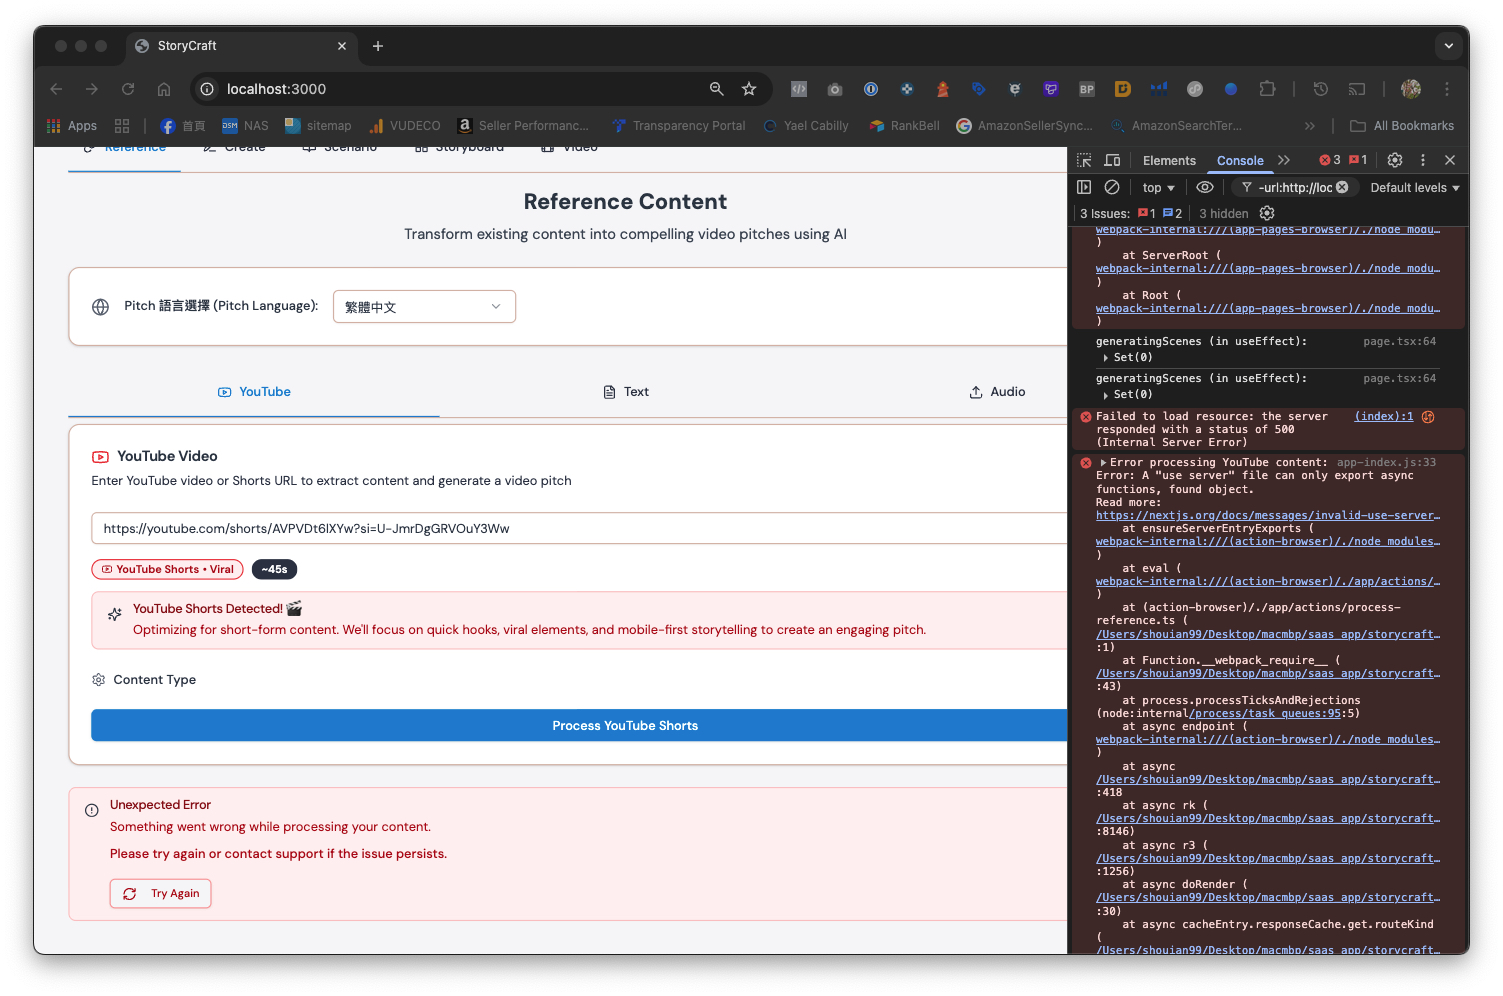 StoryCraft
localhost:3000
Apps
首頁
NAS
sitemap
VUDECO
Seller Performanc...
Transparency Portal
Yael Cabilly
RankBell
AmazonSellerSync...
AmazonSearchTer...
All Bookmarks
Reference
Create
Scenario
Storyboard
Video
Reference Content
Transform existing content into compelling video pitches using AI
Pitch 語言選擇 (Pitch Language):
繁體中文
YouTube
Text
Audio
YouTube Video
Enter YouTube video or Shorts URL to extract content and generate a video pitch
https://youtube.com/shorts/AVPVDt6lXYw?si=U-JmrDgGRVOuY3Ww
YouTube Shorts • Viral
~45s
YouTube Shorts Detected! 🎬
Optimizing for short-form content. We'll focus on quick hooks, viral elements, and mobile-first storytelling to create an engaging pitch.
Content Type
Process YouTube Shorts
Unexpected Error
Something went wrong while processing your content.
Please try again or contact support if the issue persists.
Try Again
Elements
Console
3
1
top
-url:http://loc
Default levels
3 Issues:
1
2
3 hidden
webpack-internal:///(app-pages-browser)/./node_modu…
)
at ServerRoot (
webpack-internal:///(app-pages-browser)/./node_modu…
)
at Root (
webpack-internal:///(app-pages-browser)/./node_modu…
)
generatingScenes (in useEffect): page.tsx:64
Set(0)
generatingScenes (in useEffect): page.tsx:64
Set(0)
Failed to load resource: the server (index):1
responded with a status of 500
(Internal Server Error)
Error processing YouTube content: app-index.js:33
Error: A "use server" file can only export async
functions, found object.
Read more:
https://nextjs.org/docs/messages/invalid-use-server…
at ensureServerEntryExports (
webpack-internal:///(action-browser)/./node_modules…
)
at eval (
webpack-internal:///(action-browser)/./app/actions/…
)
at (action-browser)/./app/actions/process-
reference.ts (
/Users/shouian99/Desktop/macmbp/saas_app/storycraft…
:1)
at Function.__webpack_require__ (
/Users/shouian99/Desktop/macmbp/saas_app/storycraft…
:43)
at process.processTicksAndRejections
(node:internal/process/task_queues:95:5)
at async endpoint (
webpack-internal:///(action-browser)/./node_modules…
)
at async
/Users/shouian99/Desktop/macmbp/saas_app/storycraft…
:418
at async rk (
/Users/shouian99/Desktop/macmbp/saas_app/storycraft…
:8146)
at async r3 (
/Users/shouian99/Desktop/macmbp/saas_app/storycraft…
:1256)
at async doRender (
/Users/shouian99/Desktop/macmbp/saas_app/storycraft…
:30)
at async cacheEntry.responseCache.get.routeKind
(
/Users/shouian99/Desktop/macmbp/saas_app/storycraft…